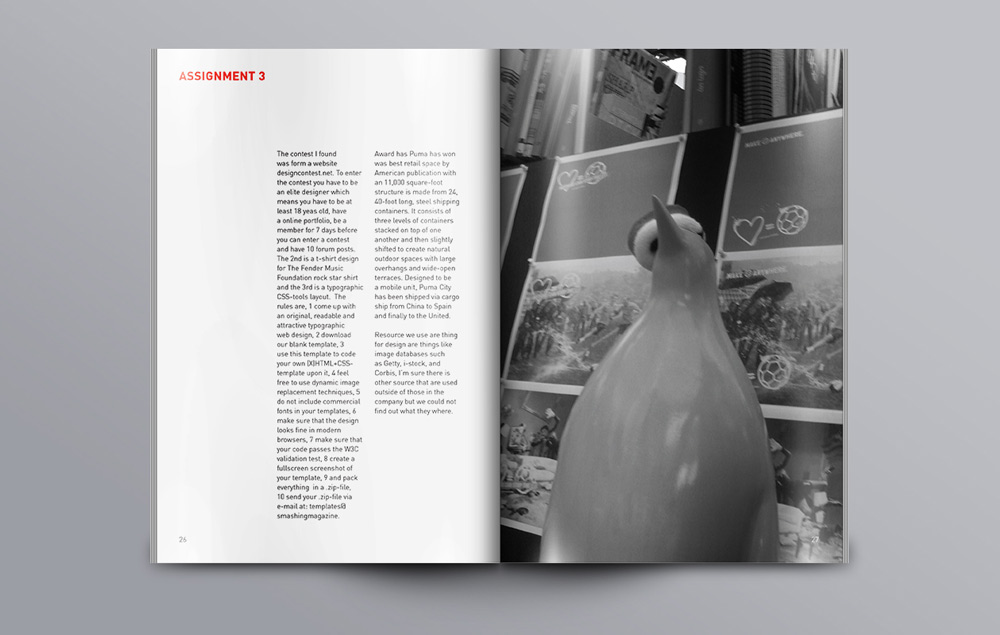 ASSIGNMENT 3
The contest I found
was form a website
designcontest.net. To enter
the contest you have to be
an elite designer which
means you have to be at
least 18 years old, have
a online portfolio, be a
member for 7 days before
you can enter a contest
and have 10 forum posts.
The 2nd is a t-shirt design
for The Fender Music
Foundation rock star shirt
and the 3rd is a typographic
CSS-tools layout. The
rules are, 1 come up with
an original, readable and
attractive typographic
web design, 2 download
our blank template, 3
use this template to code
your own (X)HTML+CSS-
template upon it, 4 feel
free to use dynamic image
replacement techniques, 5
do not include commercial
fonts in your templates, 6
make sure that the design
looks fine in modern
browsers, 7 make sure that
your code passes the W3C
validation test, 8 create a
fullscreen screenshot of
your template, 9 and pack
everything in a .zip-file,
10 send your .zip-file via
e-mail at: templates@
smashingmagazine.
Award has Puma has won
was best retail space by
American publication with
an 11,000 square-foot
structure is made from 24,
40-foot long, steel shipping
containers. It consists of
three levels of containers
stacked on top of one
another and then slightly
shifted to create natural
outdoor spaces with large
overhangs and wide-open
terraces. Designed to be
a mobile unit, Puma City
has been shipped via cargo
ship from China to Spain
and finally to the United.
Resource we use are thing
for design are things like
image databases such
as Getty, i-stock, and
Corbis, I'm sure there is
other source that are used
outside of those in the
company but we could not
find out what they where.
26
FRAME
MAKE ANYWHERE.
MAKE ANYWHERE.
27